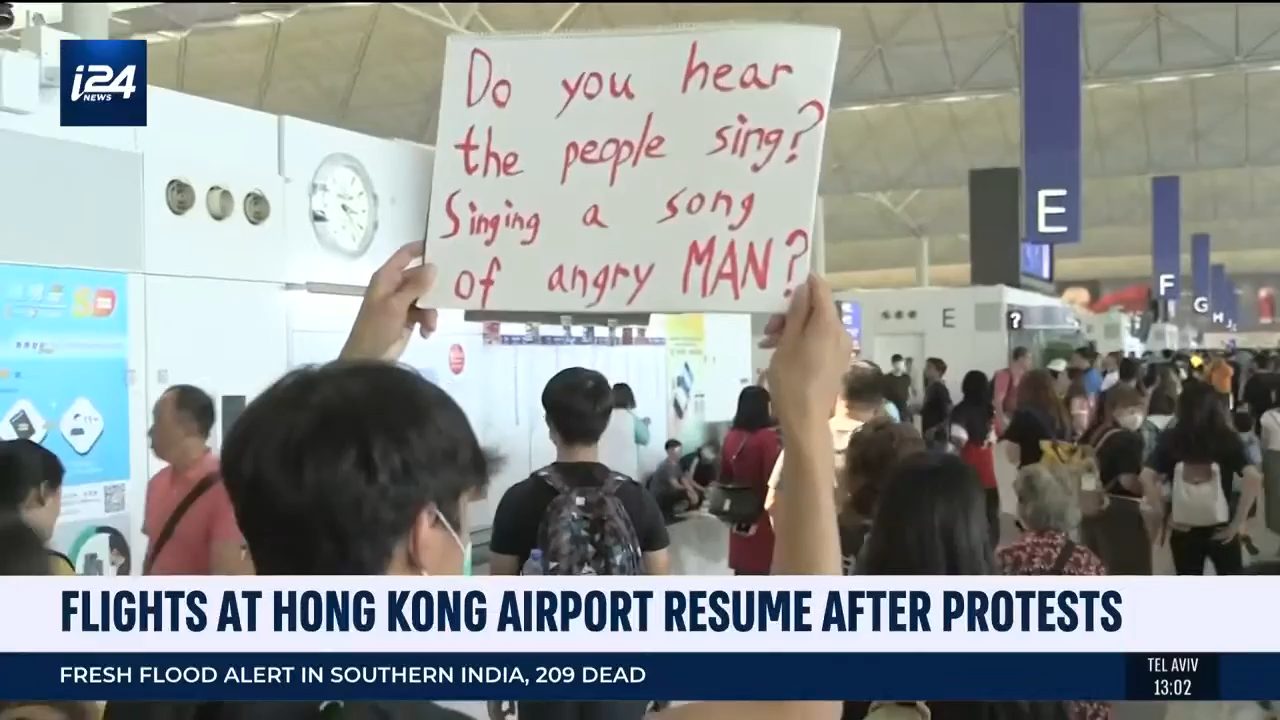 i24
NEWS
Do you hear
the people sing?
Singing a song
of angry MAN?
E
F
G
H
J
E
?
FLIGHTS AT HONG KONG AIRPORT RESUME AFTER PROTESTS
FRESH FLOOD ALERT IN SOUTHERN INDIA, 209 DEAD
TEL AVIV
13:02